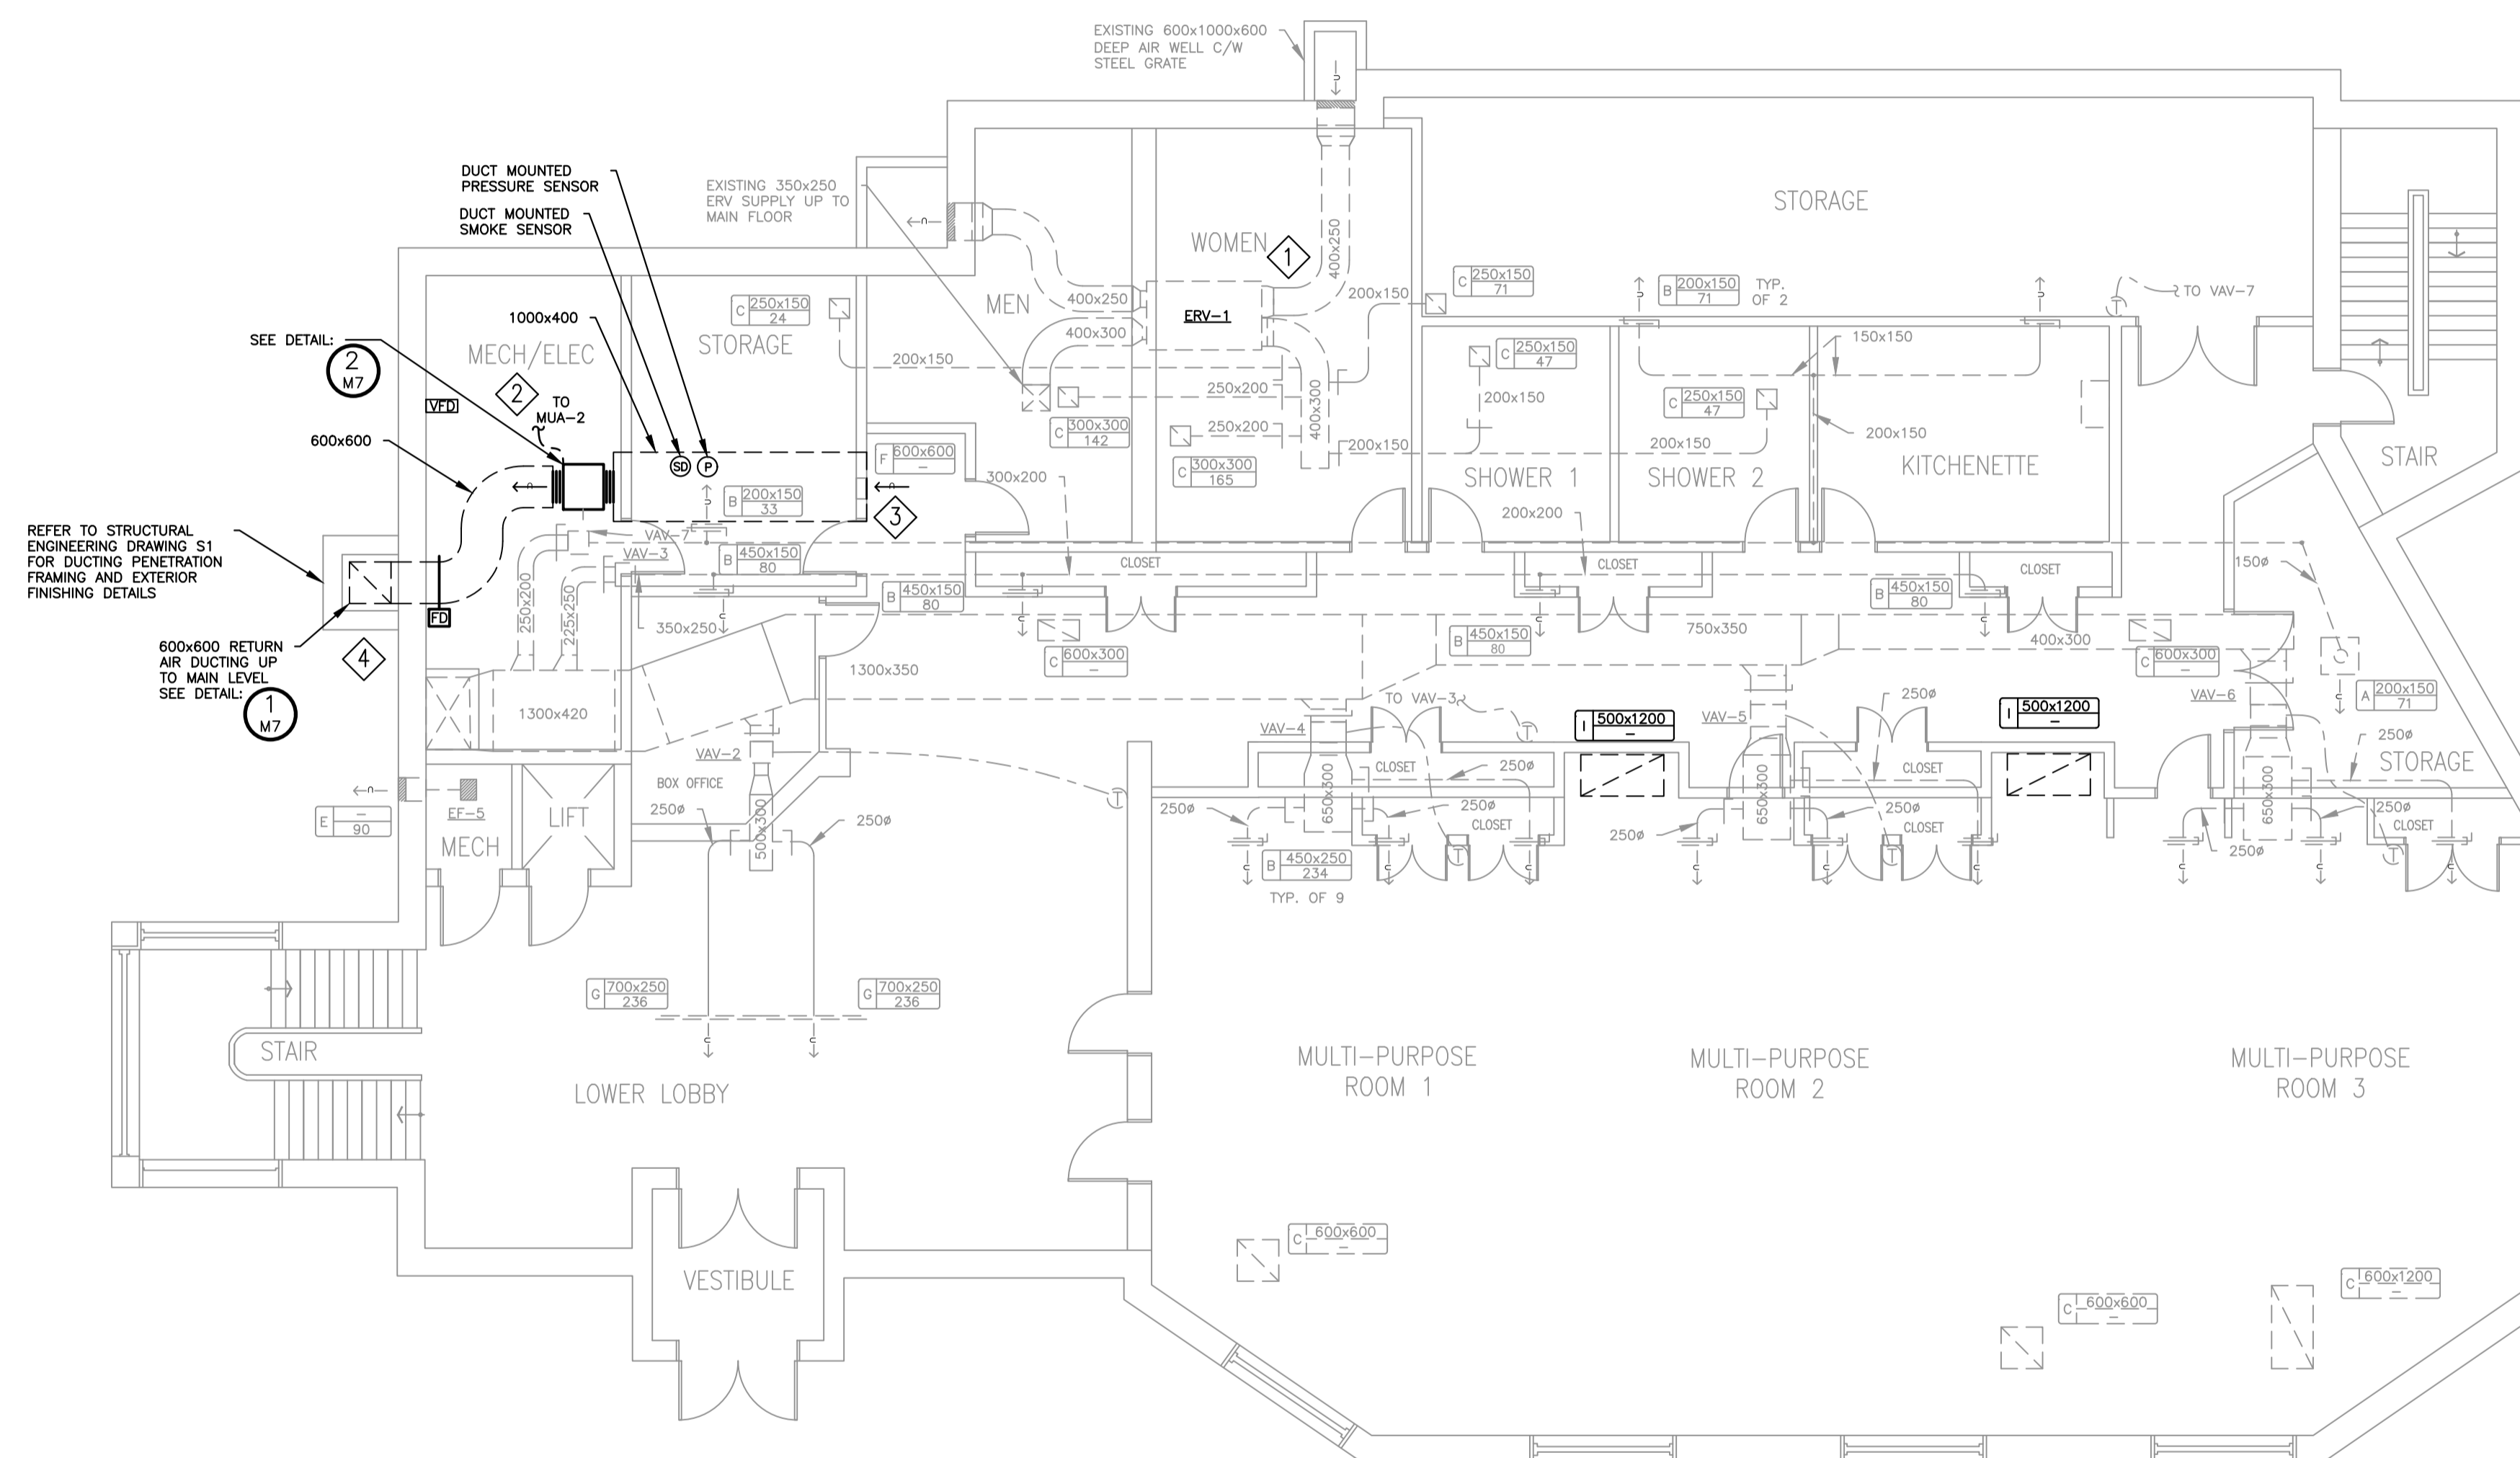 EXISTING 600x1000x600
DEEP AIR WELL C/W
STEEL GRATE
DUCT MOUNTED
PRESSURE SENSOR
DUCT MOUNTED
SMOKE SENSOR
EXISTING 350x250
ERV SUPPLY UP TO
MAIN FLOOR
STORAGE
WOMEN
1
400x250
C 250x150
71
B 200x150
71
TYP.
OF 2
TO VAV-7
C 250x150
24
MEN
400x250
200x150
ERV-1
1000x400
SEE DETAIL:
2
M7
MECH/ELEC
STORAGE
400x300
150x150
C 250x150
47
200x150
2
VFD
TO
MUA-2
250x200
400x300
200x150
C 250x150
47
600x600
C 300x300
142
250x200
200x150
200x150
200x150
SD
P
F 600x600
-
C 300x300
165
SHOWER 1
SHOWER 2
KITCHENETTE
STAIR
300x200
B 200x150
33
3
200x200
REFER TO STRUCTURAL
ENGINEERING DRAWING S1
FOR DUCTING PENETRATION
FRAMING AND EXTERIOR
FINISHING DETAILS
VAV-7
VAV-3
B 450x150
80
CLOSET
CLOSET
CLOSET
150ø
250x200
225x250
B 450x150
80
B 450x150
80
FD
350x250
B 450x150
80
750x350
400x300
600x600 RETURN
AIR DUCTING UP
TO MAIN LEVEL
SEE DETAIL:
1
M7
4
1300x350
C 600x300
-
C 600x300
-
TO VAV-3
250ø
VAV-6
A 200x150
71
1300x420
VAV-4
I 500x1200
-
VAV-5
I 500x1200
-
250ø
VAV-2
BOX OFFICE
CLOSET
250ø
CLOSET
STORAGE
E -
90
EF-5
LIFT
MECH
250ø
500x300
250ø
250ø
650x300
250ø
CLOSET
250ø
650x300
250ø
CLOSET
650x300
250ø
CLOSET
250ø
B 450x250
234
TYP. OF 9
G 700x250
236
G 700x250
236
STAIR
LOWER LOBBY
MULTI-PURPOSE
ROOM 1
MULTI-PURPOSE
ROOM 2
MULTI-PURPOSE
ROOM 3
VESTIBULE
C 600x600
-
C 600x600
-
C 600x1200
-